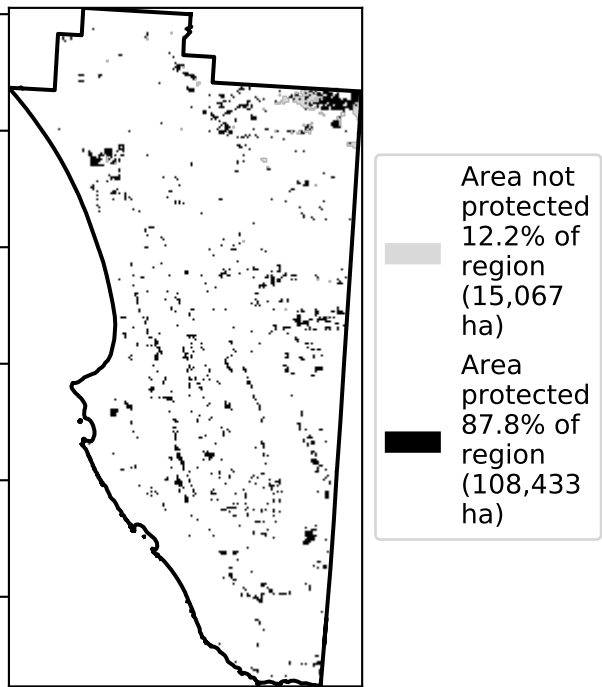 Area not
protected
12.2% of
region
(15,067
ha)
Area
protected
87.8% of
region
(108,433
ha)